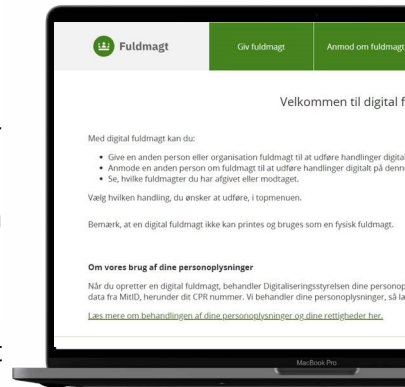 Fuldmagt
Giv fuldmagt
Anmod om fuldmagt
Velkommen til digital f
Med digital fuldmagt kan du:
• Give en anden person eller organisation fuldmagt til at udføre handlinger digital
• Anmode en anden person om fuldmagt til at udføre handlinger digitalt på denn
• Se, hvilke fuldmagter du har afgivet eller modtaget.
Vælg hvilken handling, du ønsker at udføre, i topmenuen.
Bemærk, at en digital fuldmagt ikke kan printes og bruges som en fysisk fuldmagt.
Om vores brug af dine personoplysninger
Når du opretter en digital fuldmagt, behandler Digitaliseringsstyrelsen dine personop
data fra MitID, herunder dit CPR nummer. Vi behandler dine personoplysninger, så læ
Læs mere om behandlingen af dine personoplysninger og dine rettigheder her.
MacBook Pro